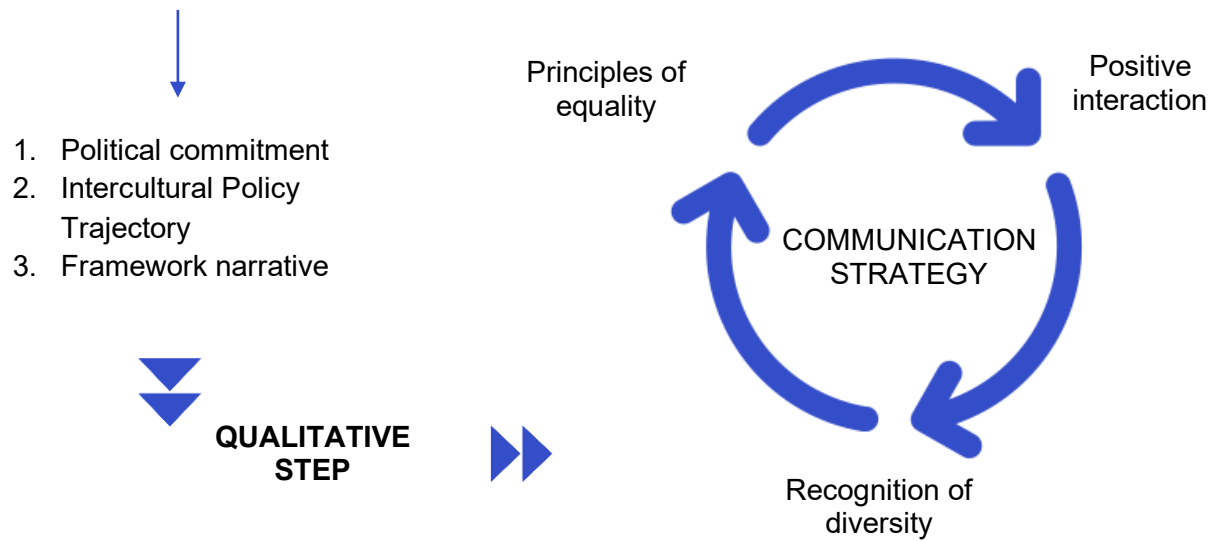 1. Political commitment
2. Intercultural Policy
Trajectory
3. Framework narrative
QUALITATIVE
STEP
Principles of
equality
Positive
interaction
COMMUNICATION
STRATEGY
Recognition of
diversity